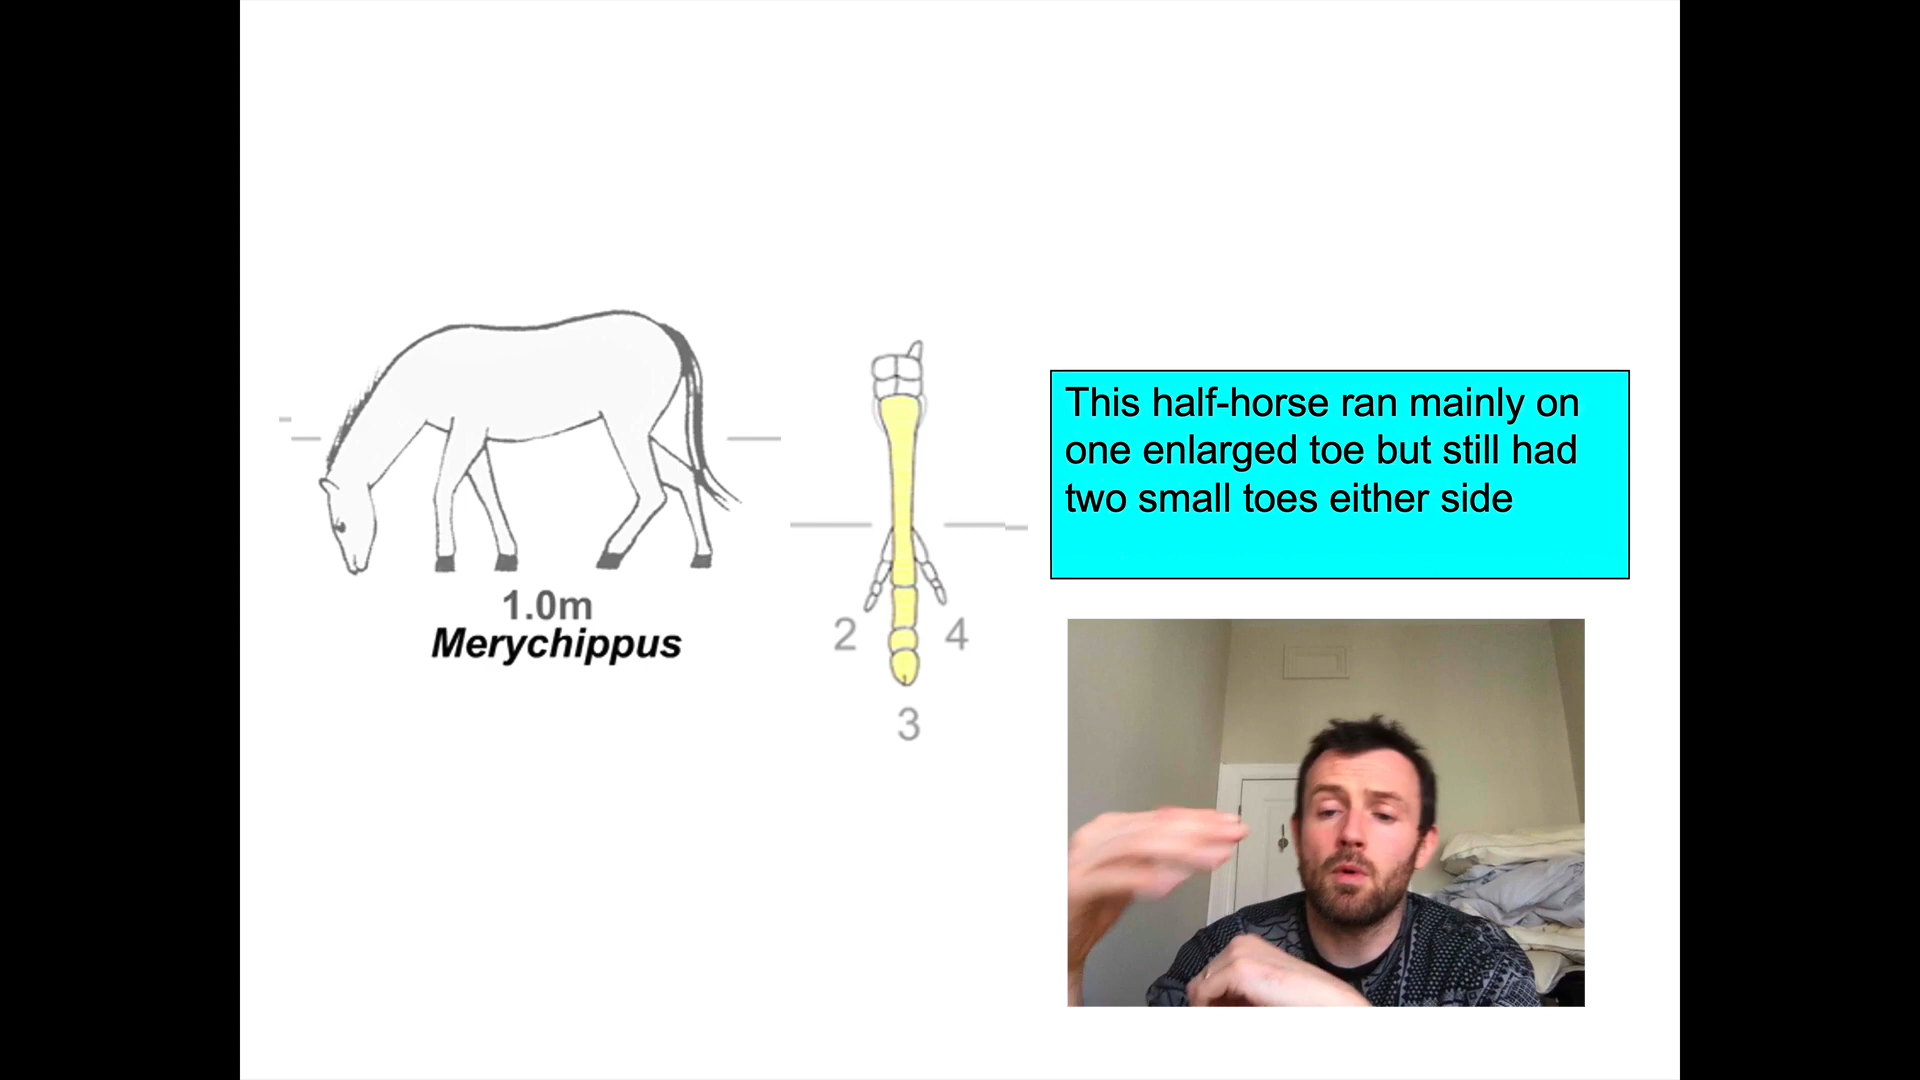 This half-horse ran mainly on
one enlarged toe but still had
two small toes either side
1.0m
Merychippus
2
4
3